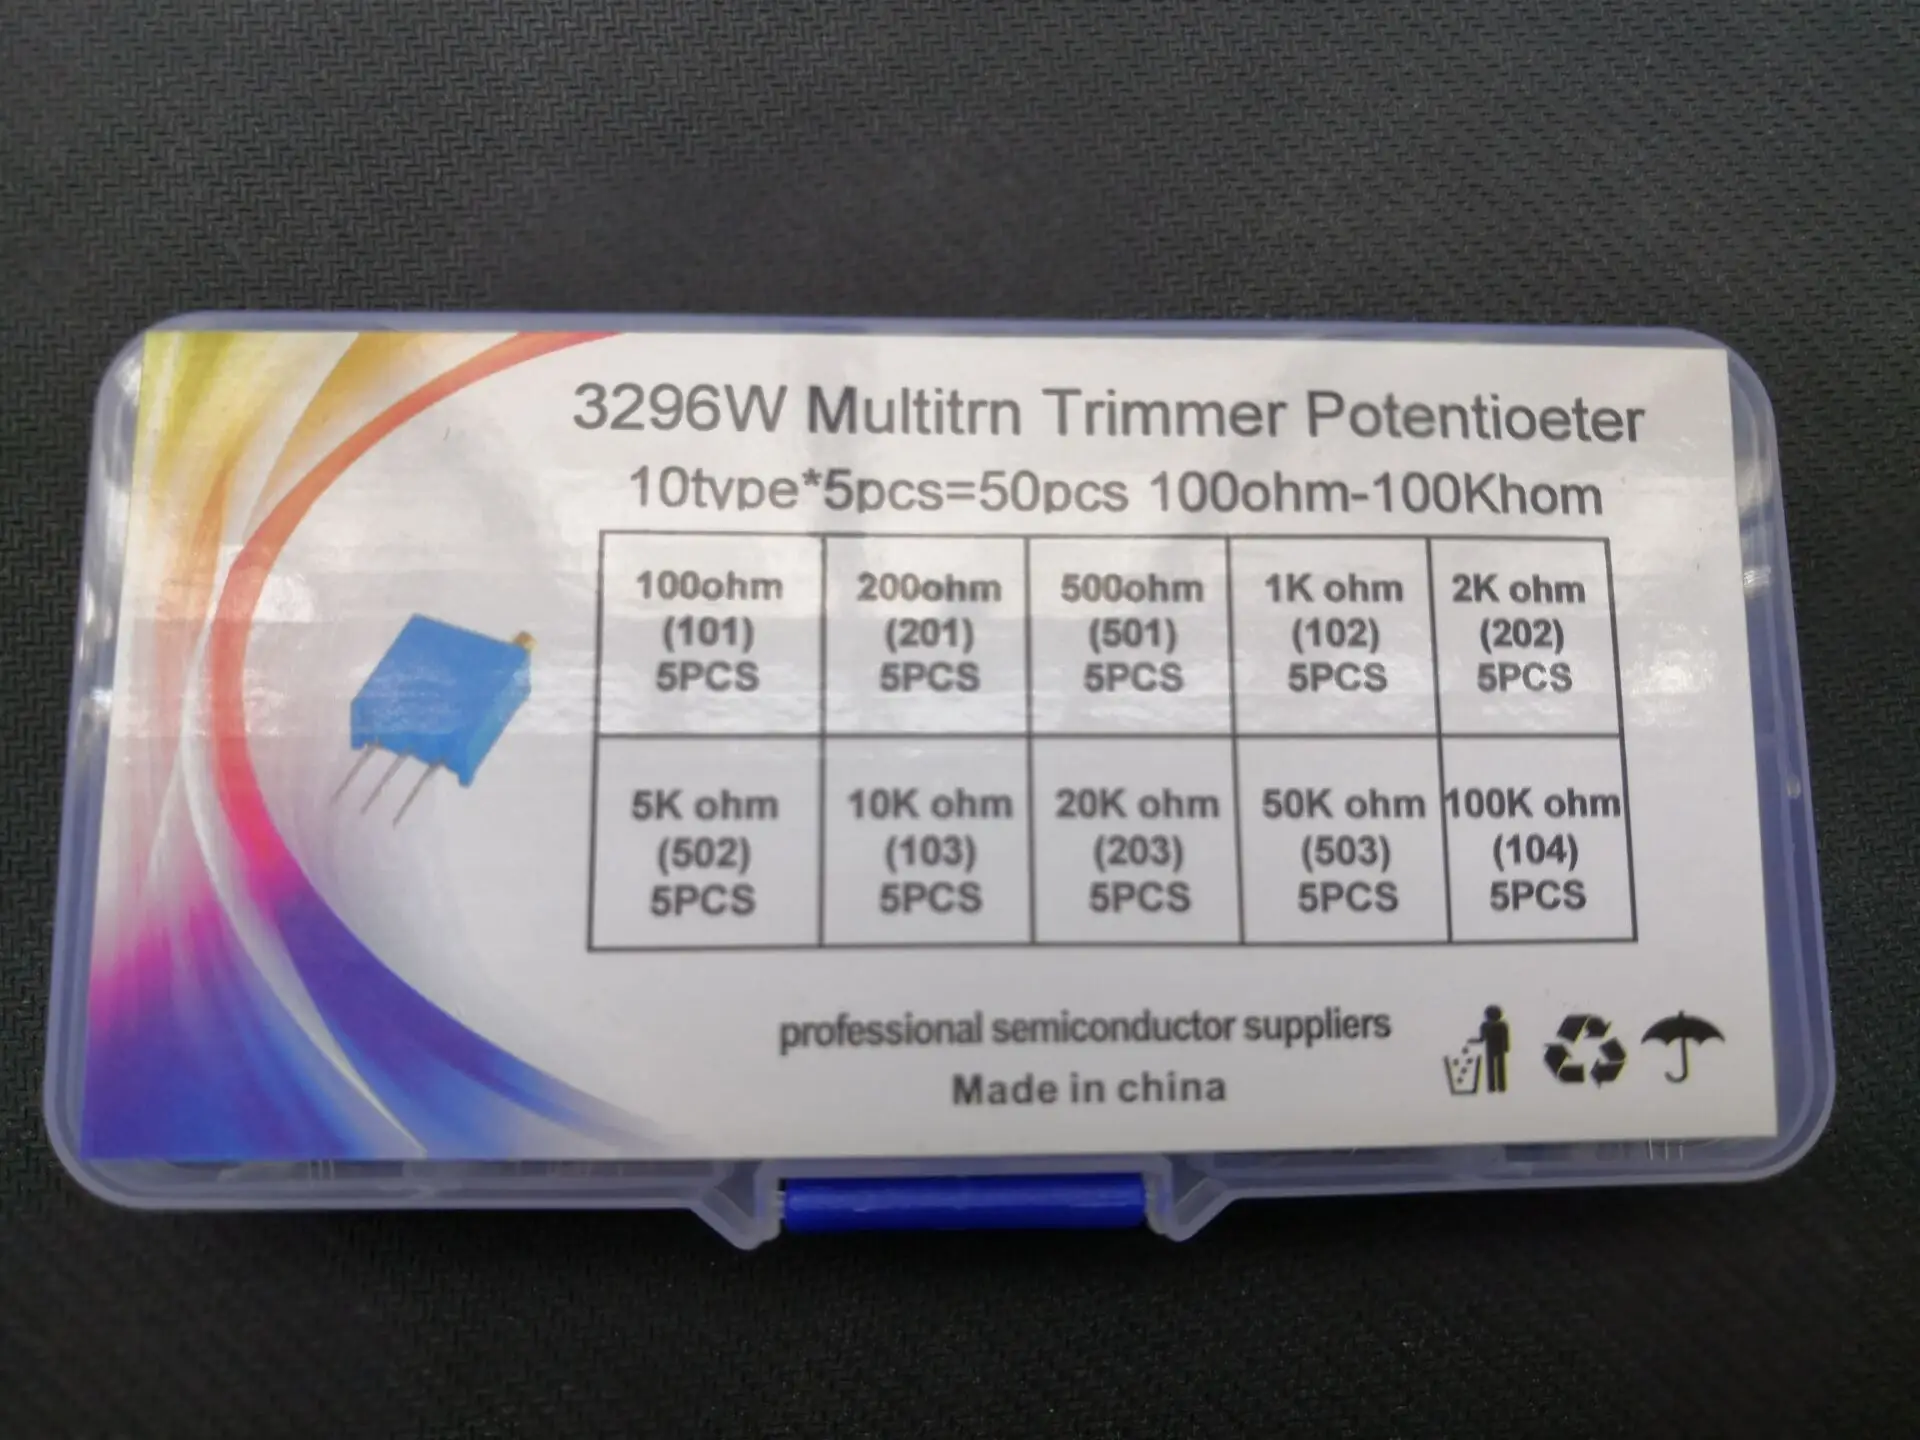 3296W Multitrn Trimmer Potentioeter
10type*5pcs=50pcs 100ohm-100Khom
100ohm
(101)
5PCS
200ohm
(201)
5PCS
500ohm
(501)
5PCS
1K ohm
(102)
5PCS
2K ohm
(202)
5PCS
5K ohm
(502)
5PCS
10K ohm
(103)
5PCS
20K ohm
(203)
5PCS
50K ohm
(503)
5PCS
100K ohm
(104)
5PCS
professional semiconductor suppliers
Made in china